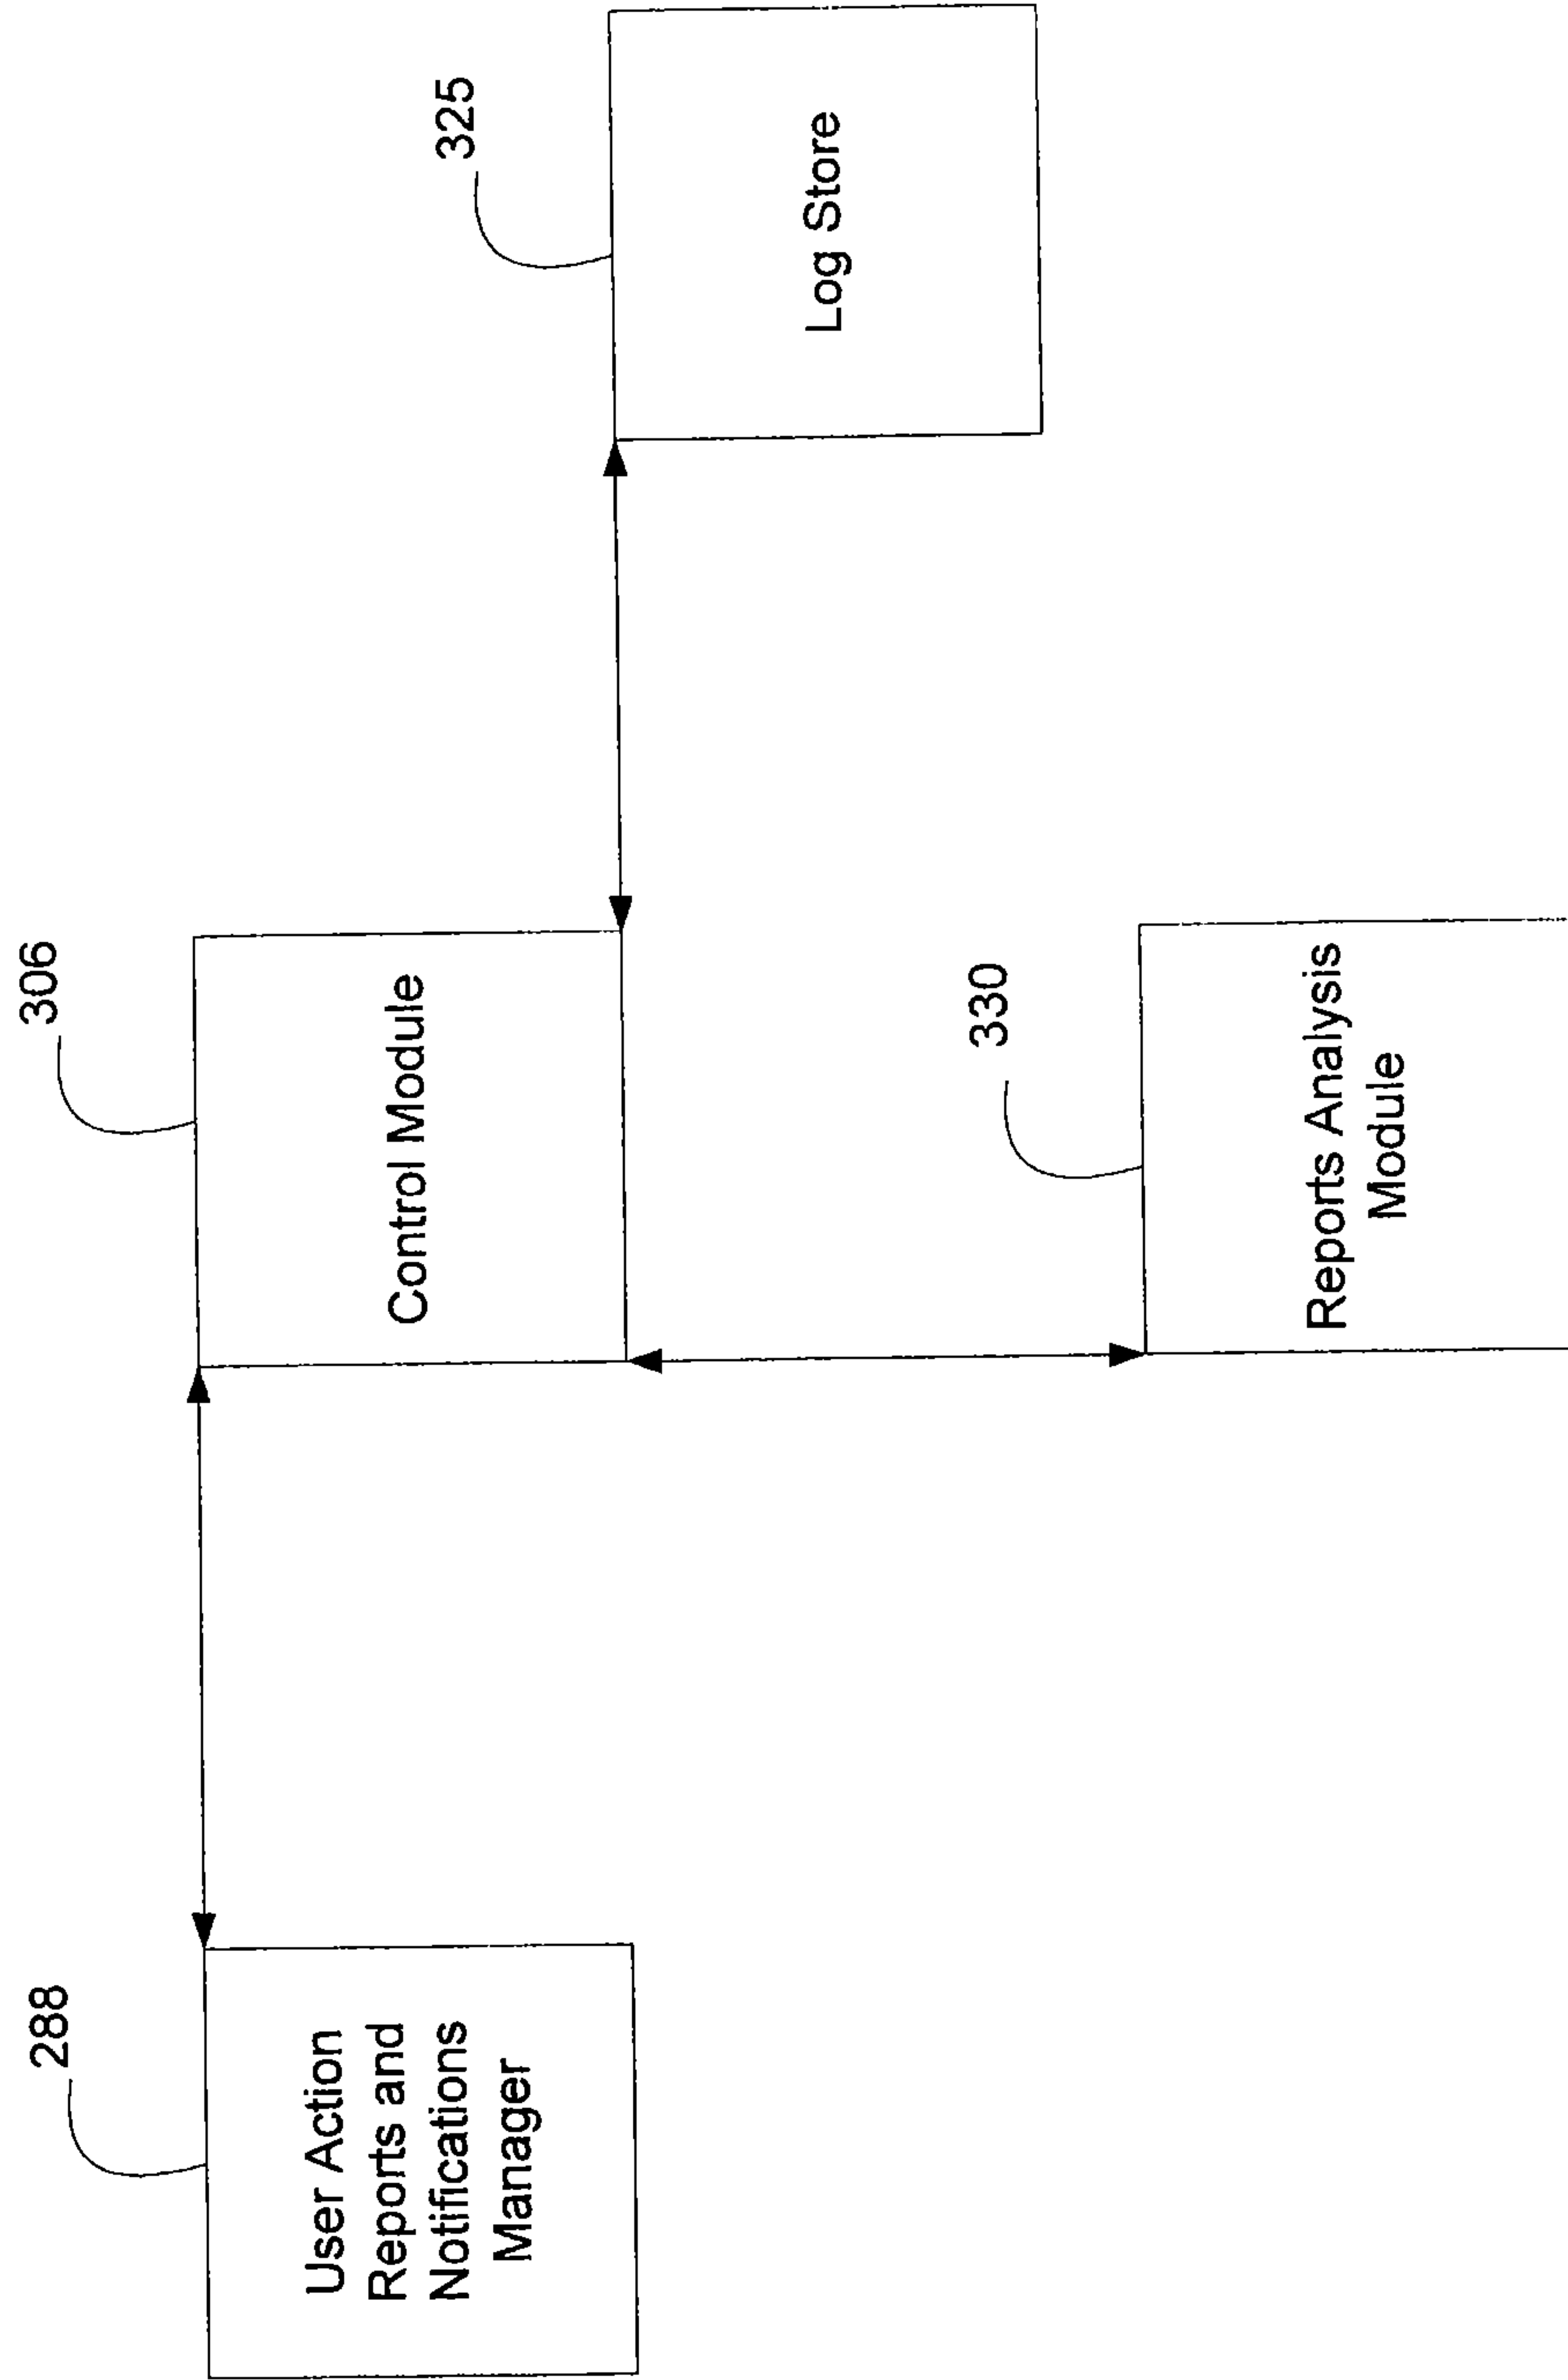 288
User Action
Reports and
Notifications
Manager
306
Control Module
325
Log Store
330
Reports Analysis
Module